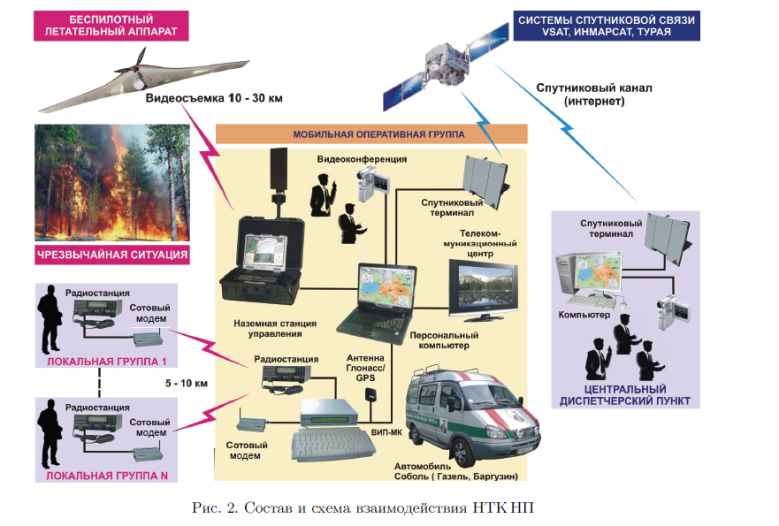 БЕСПИЛОТНЫЙ
ЛЕТАТЕЛЬНЫЙ АППАРАТ
СИСТЕМЫ СПУТНИКОВОЙ СВЯЗИ
VSAT, ИНМАРСАТ, ТУРАЯ
Видеосъемка 10 - 30 км
Спутниковый канал
(интернет)
МОБИЛЬНАЯ ОПЕРАТИВНАЯ ГРУППА
Видеоконференция
Спутниковый
терминал
Телеком-
муникационный
центр
Наземная станция
управления
Персональный
компьютер
ЧРЕЗВЫЧАЙНАЯ СИТУАЦИЯ
Радиостанция
Сотовый
модем
ЛОКАЛЬНАЯ ГРУППА 1
5 - 10 км
Радиостанция
Сотовый
модем
ЛОКАЛЬНАЯ ГРУППА N
Радиостанция
Антенна
Глонасс/
GPS
Сотовый
модем
ВИП-МК
Автомобиль
Соболь ( Газель, Баргузин)
Спутниковый
терминал
Компьютер
ЦЕНТРАЛЬНЫЙ
ДИСПЕТЧЕРСКИЙ ПУНКТ
Рис. 2. Состав и схема взаимодействия НТК НП